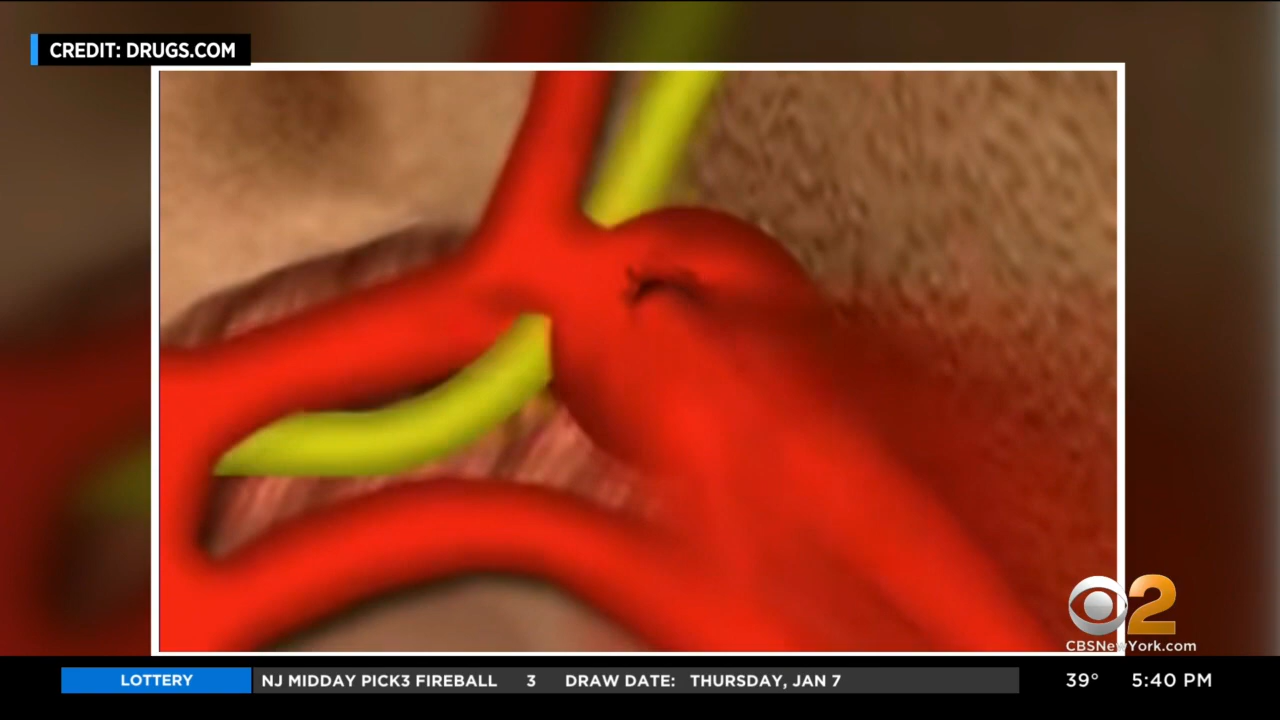 CREDIT: DRUGS.COM
2
CBSNewYork.com
LOTTERY NJ MIDDAY PICK3 FIREBALL 3 DRAW DATE: THURSDAY, JAN 7 39° 5:40 PM